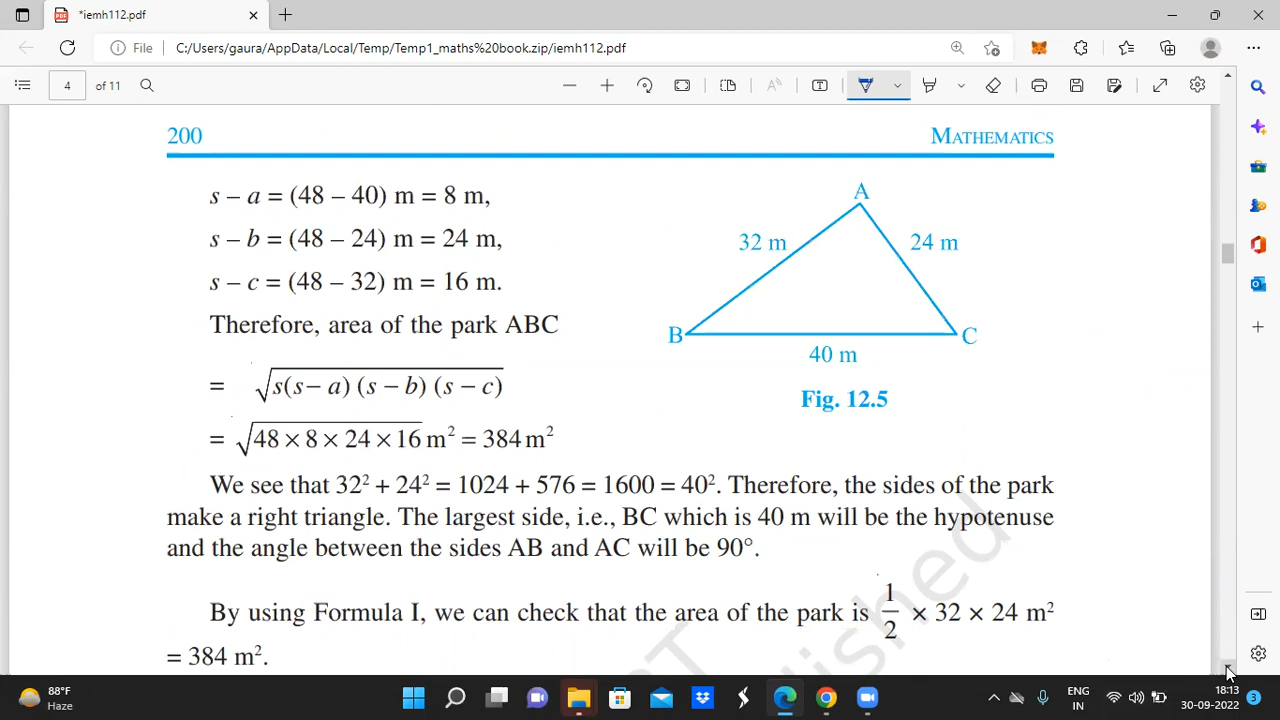 *iemh112.pdf
File C:/Users/gaura/AppData/Local/Temp/Temp1_maths%20book.zip/iemh112.pdf
4 of 11
200 MATHEMATICS
s – a = (48 – 40) m = 8 m,
s – b = (48 – 24) m = 24 m,
s – c = (48 – 32) m = 16 m.
Therefore, area of the park ABC
= √s(s – a) (s – b) (s – c)
= √48 × 8 × 24 × 16 m² = 384 m²
A
32 m 24 m
B C
40 m
Fig. 12.5
We see that 32² + 24² = 1024 + 576 = 1600 = 40². Therefore, the sides of the park
make a right triangle. The largest side, i.e., BC which is 40 m will be the hypotenuse
and the angle between the sides AB and AC will be 90°.
By using Formula I, we can check that the area of the park is 1/2 × 32 × 24 m²
= 384 m².
88°F
Haze
ENG
IN
18:13
30-09-2022
3